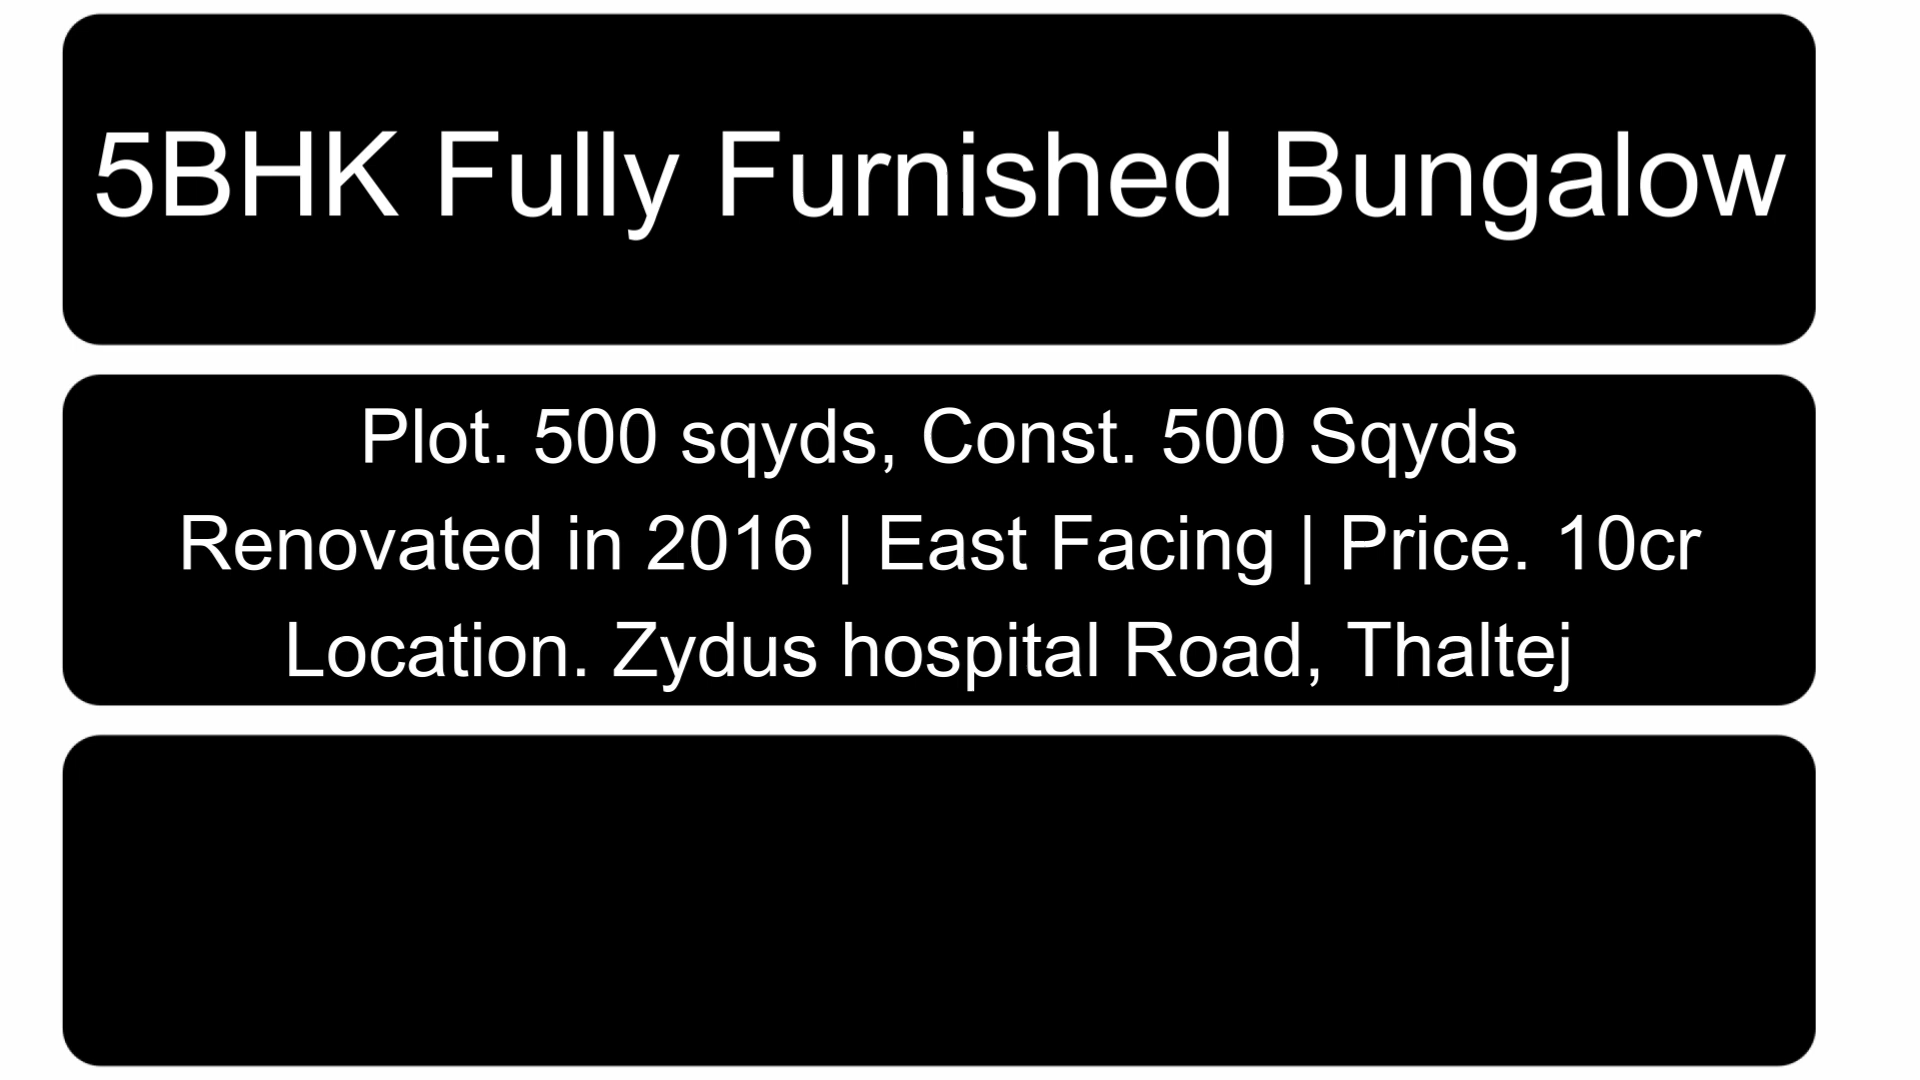 5BHK Fully Furnished Bungalow
Plot. 500 sqyds, Const. 500 Sqyds
Renovated in 2016 | East Facing | Price. 10cr
Location. Zydus hospital Road, Thaltej